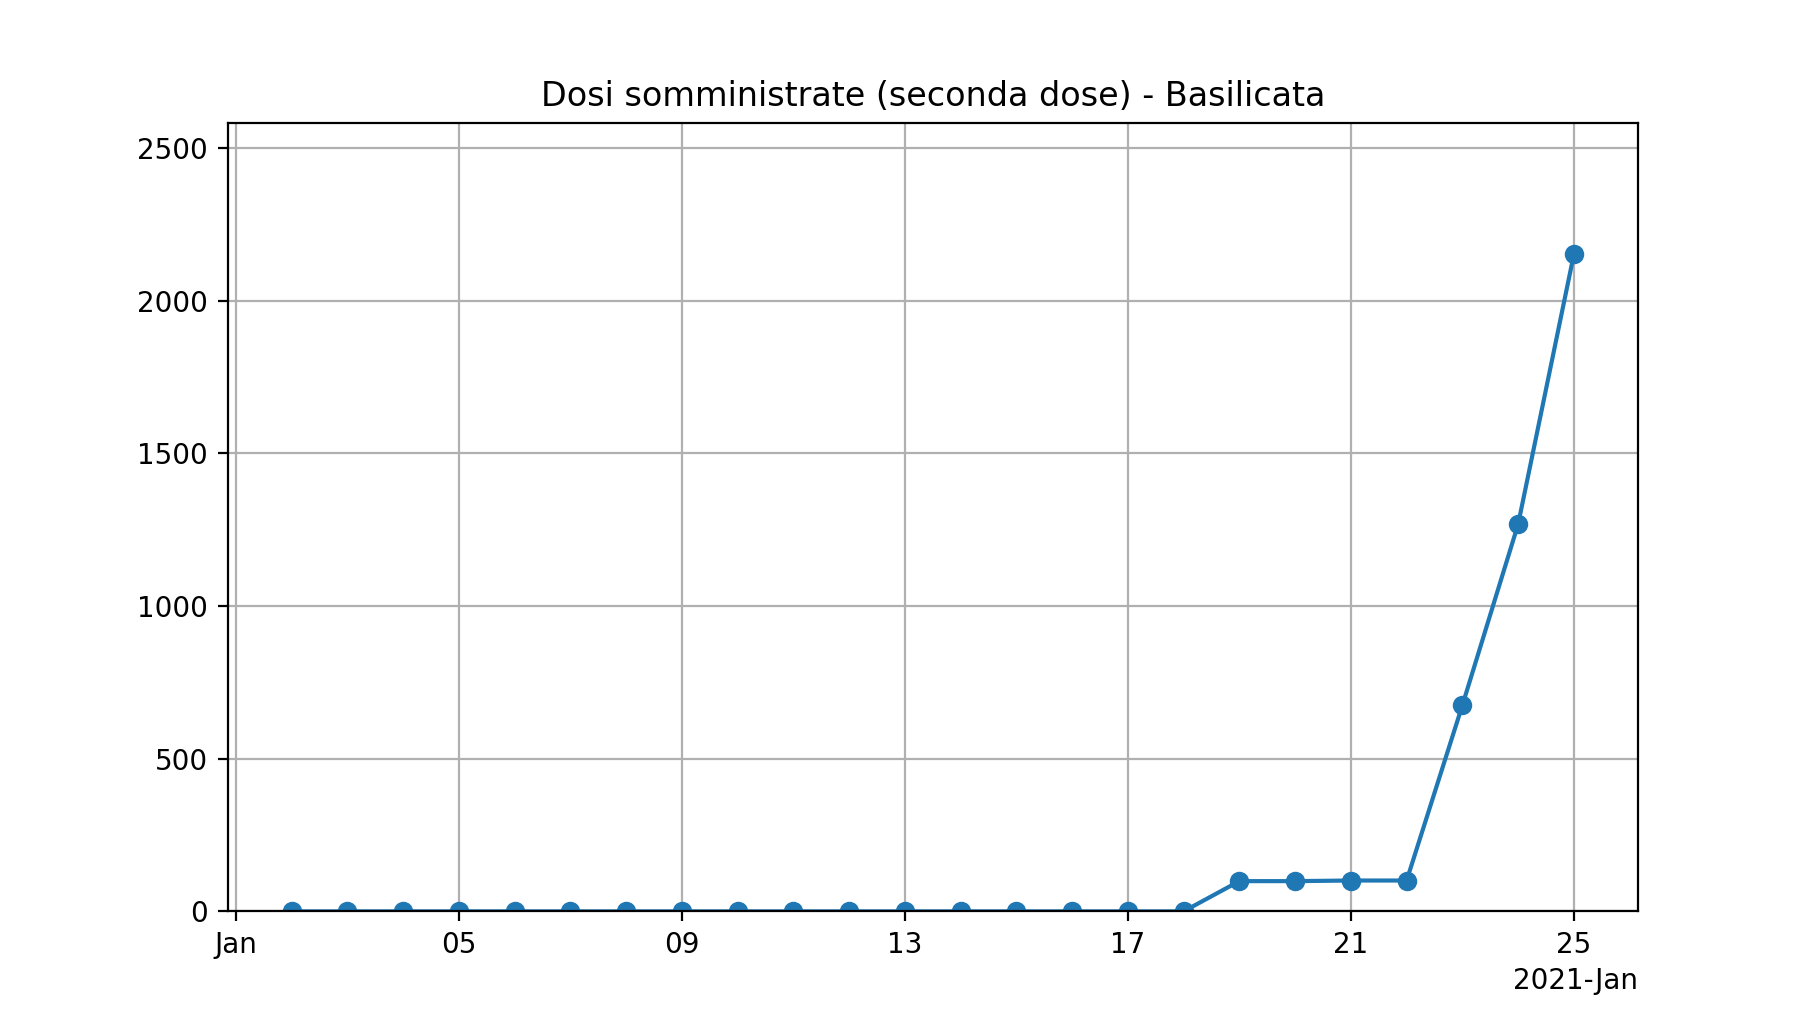 Dosi somministrate (seconda dose) - Basilicata
2500
2000
1500
1000
500
0
Jan 05 09 13 17 21 25
2021-Jan